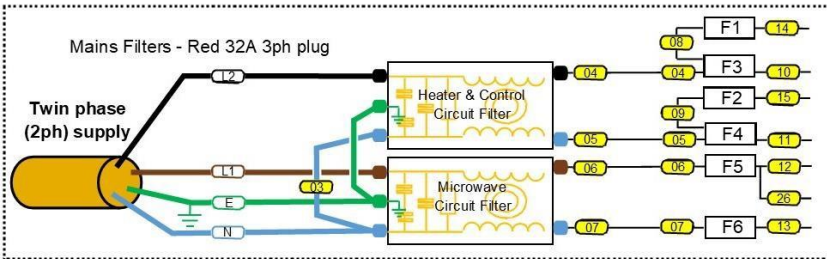 Mains Filters - Red 32A 3ph plug
Twin phase
(2ph) supply
L2
L1
E
N
03
Heater & Control
Circuit Filter
Microwave
Circuit Filter
04
04
05
05
06
06
07
07
08
09
F1
14
F3
10
F2
15
F4
11
F5
12
26
F6
13